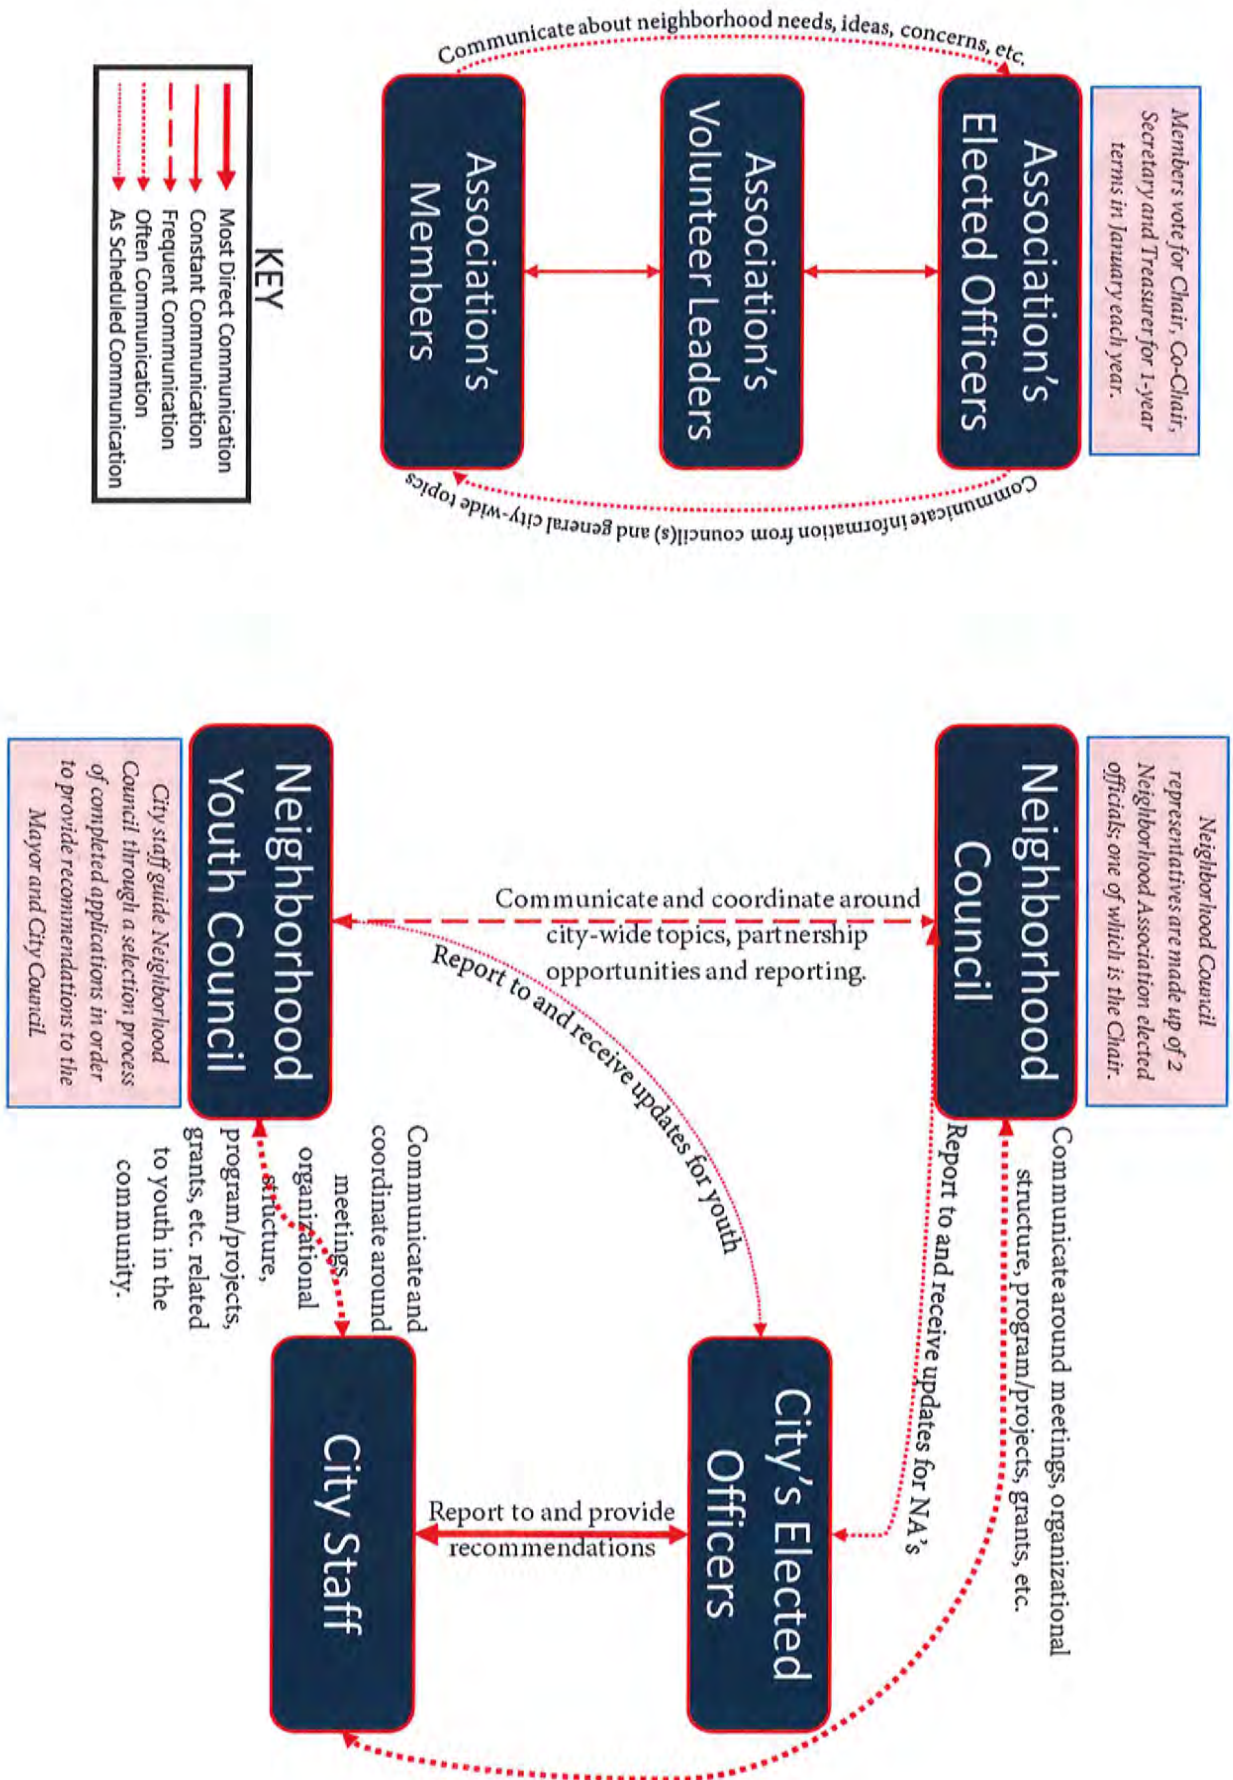 Members vote for Chair, Co-Chair,
Secretary and Treasurer for 1-year
terms in January each year.
Association's
Elected Officers
Association's
Volunteer Leaders
Association's
Members
Communicate about neighborhood needs, ideas, concerns, etc.
Communicate information from council(s) and general city-wide topics
KEY
Most Direct Communication
Constant Communication
Frequent Communication
Often Communication
As Scheduled Communication
Neighborhood Council
representatives are made up of 2
Neighborhood Association elected
officials; one of which is the Chair.
Neighborhood
Council
Communicate and coordinate around
city-wide topics, partnership
opportunities and reporting.
Report to and receive updates for youth
Neighborhood
Youth Council
City staff guide Neighborhood
Council through a selection process
of completed applications in order
to provide recommendations to the
Mayor and City Council.
Communicate around meetings, organizational
structure, program/projects, grants, etc.
Report to and receive updates for NA's
Communicate and
coordinate around
meetings,
organizational
structure,
program/projects,
grants, etc. related
to youth in the
community.
City's Elected
Officers
Report to and provide
recommendations
City Staff